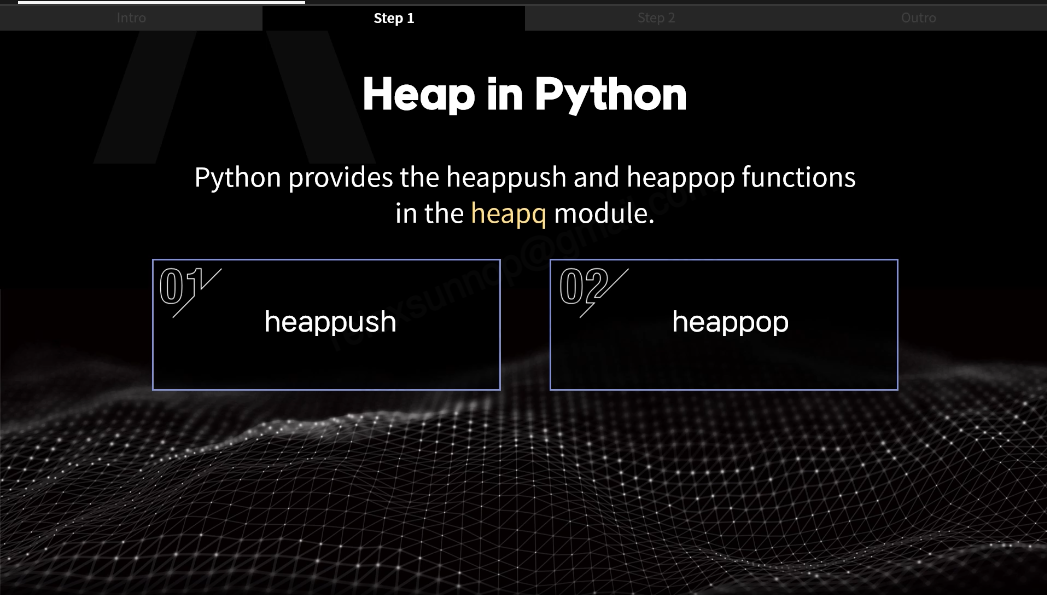 Intro
Step 1
Step 2
Outro
Heap in Python
Python provides the heappush and heappop functions
in the heapq module.
01
heappush
02
heappop